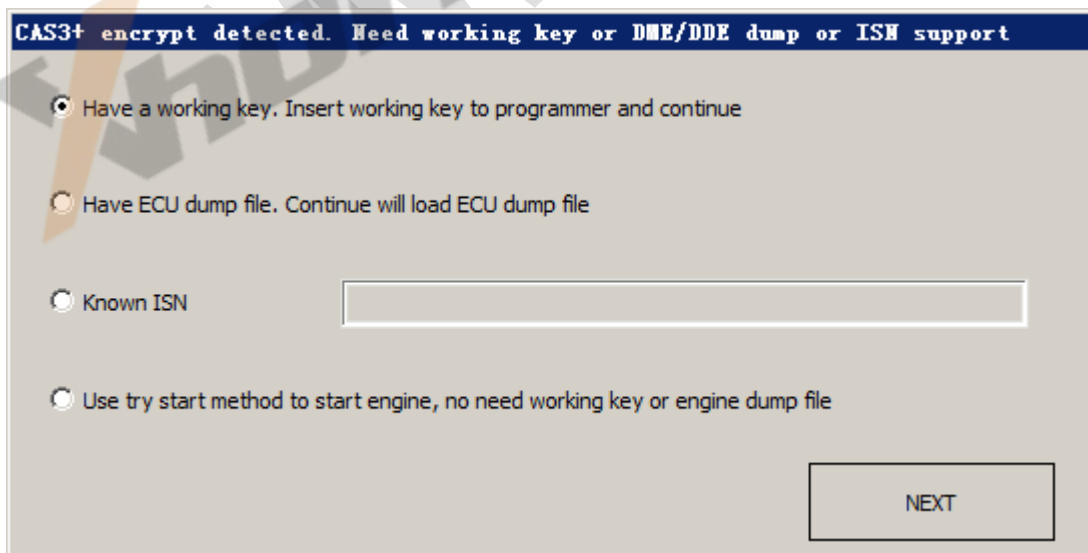 CAS3+ encrypt detected. Need working key or DME/DDE dump or ISN support
Have a working key. Insert working key to programmer and continue
Have ECU dump file. Continue will load ECU dump file
Known ISN
Use try start method to start engine, no need working key or engine dump file
NEXT